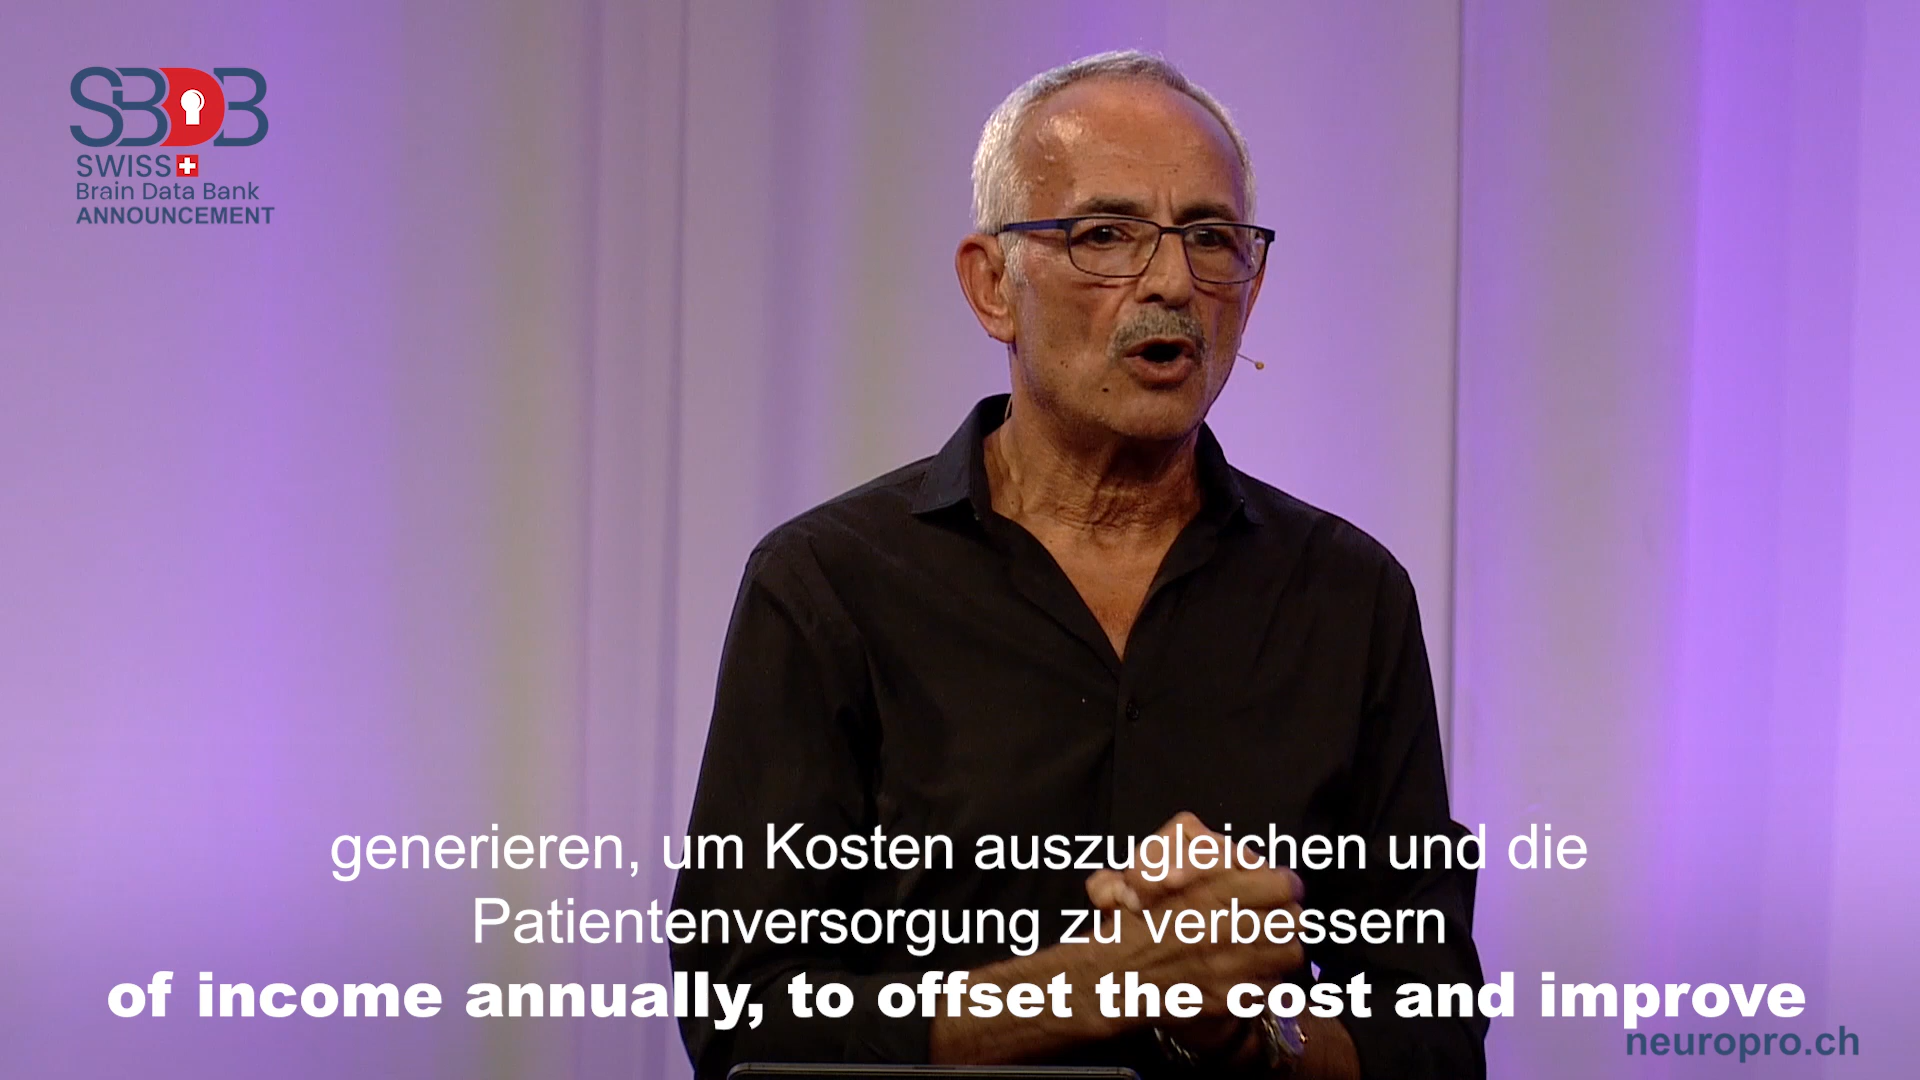 SBDB
SWISS
Brain Data Bank
ANNOUNCEMENT
generieren, um Kosten auszugleichen und die
Patientenversorgung zu verbessern
of income annually, to offset the cost and improve
neuropro.ch